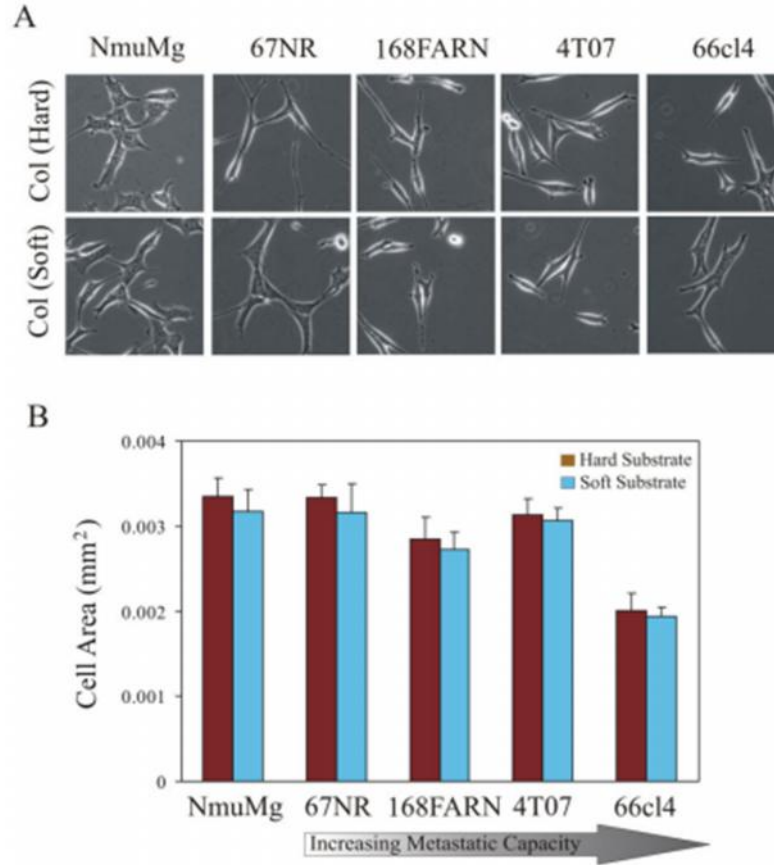 A
NmuMg 67NR 168FARN 4T07 66cl4
Col (Hard)
Col (Soft)
B
0.004
0.003
0.002
0.001
0
Cell Area (mm²)
Hard Substrate
Soft Substrate
NmuMg 67NR 168FARN 4T07 66cl4
Increasing Metastatic Capacity